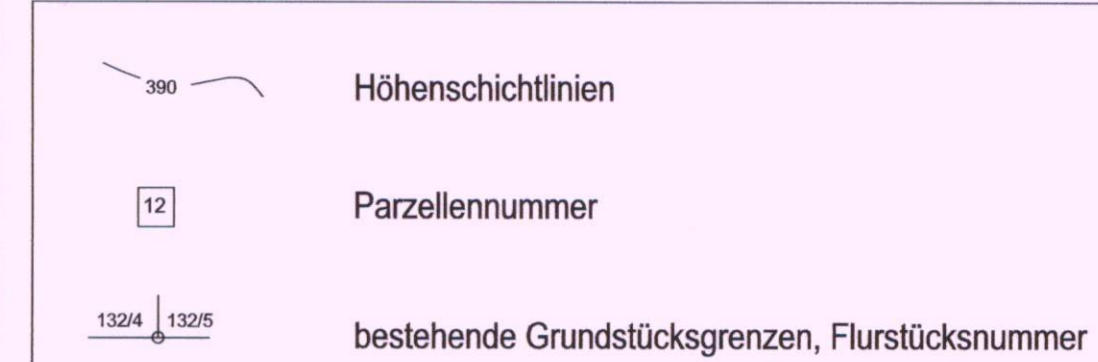 390 Höhenschichtlinien
12 Parzellennummer
132/4 132/5 bestehende Grundstücksgrenzen, Flurstücksnummer